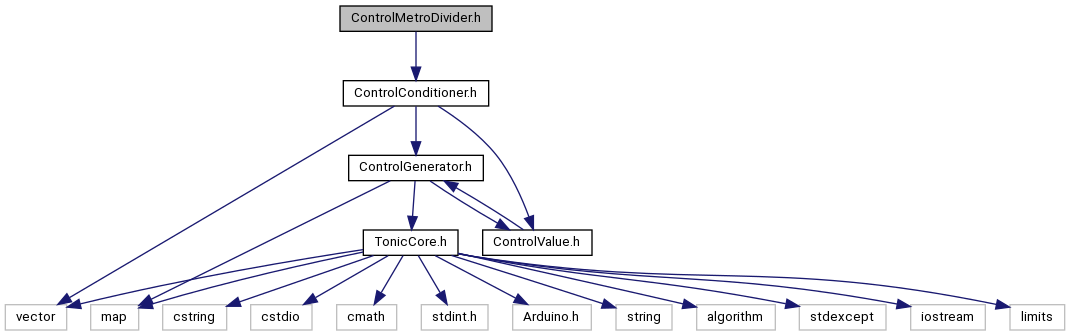 ControlMetroDivider.h
ControlConditioner.h
ControlGenerator.h
TonicCore.h
ControlValue.h
vector
map
cstring
cstdio
cmath
stdint.h
Arduino.h
string
algorithm
stdexcept
iostream
limits